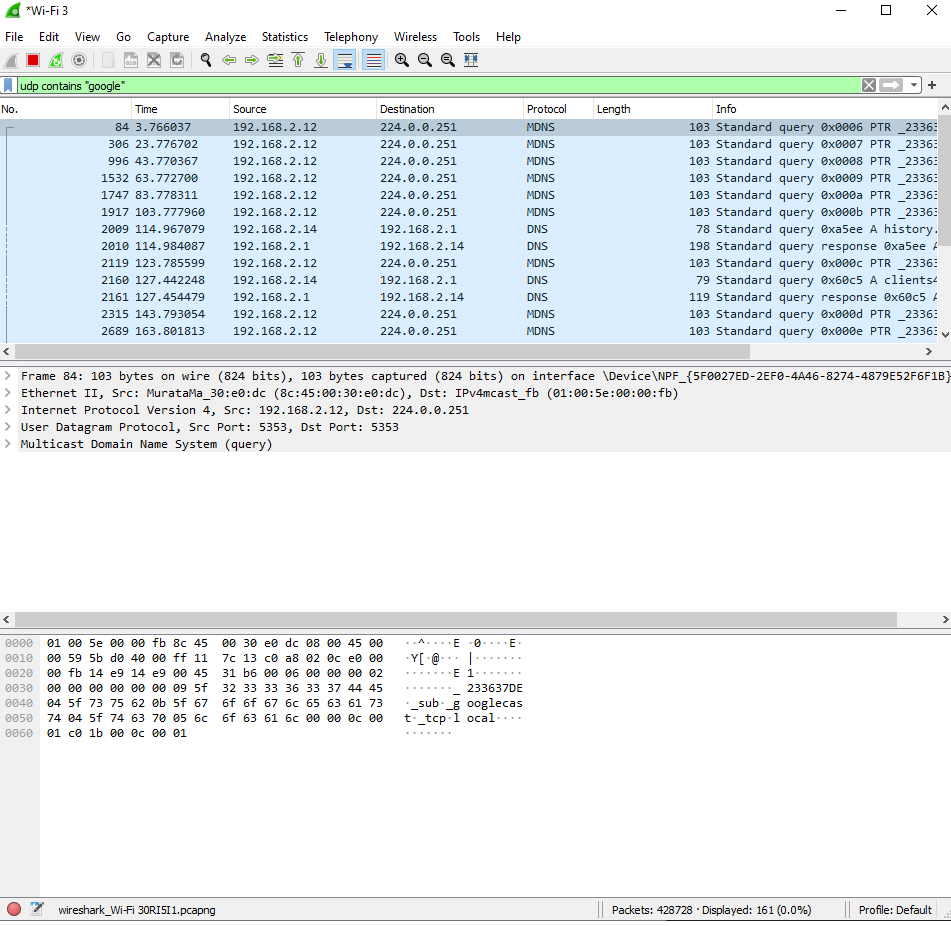 *Wi-Fi 3
File Edit View Go Capture Analyze Statistics Telephony Wireless Tools Help
udp contains "google"
No. Time Source Destination Protocol Length Info
84 3.766037 192.168.2.12 224.0.0.251 MDNS 103 Standard query 0x0006 PTR _23363
306 23.776702 192.168.2.12 224.0.0.251 MDNS 103 Standard query 0x0007 PTR _23363
996 43.770367 192.168.2.12 224.0.0.251 MDNS 103 Standard query 0x0008 PTR _23363
1532 63.772700 192.168.2.12 224.0.0.251 MDNS 103 Standard query 0x0009 PTR _23363
1747 83.778311 192.168.2.12 224.0.0.251 MDNS 103 Standard query 0x000a PTR _23363
1917 103.777960 192.168.2.12 224.0.0.251 MDNS 103 Standard query 0x000b PTR _23363
2009 114.967079 192.168.2.14 192.168.2.1 DNS 78 Standard query 0xa5ee A history.
2010 114.984087 192.168.2.1 192.168.2.14 DNS 198 Standard query response 0xa5ee A
2119 123.785599 192.168.2.12 224.0.0.251 MDNS 103 Standard query 0x000c PTR _23363
2160 127.442248 192.168.2.14 192.168.2.1 DNS 79 Standard query 0x60c5 A clients4
2161 127.454479 192.168.2.1 192.168.2.14 DNS 119 Standard query response 0x60c5 A
2315 143.793054 192.168.2.12 224.0.0.251 MDNS 103 Standard query 0x000d PTR _23363
2689 163.801813 192.168.2.12 224.0.0.251 MDNS 103 Standard query 0x000e PTR _23363
Frame 84: 103 bytes on wire (824 bits), 103 bytes captured (824 bits) on interface \Device\NPF_{5F0027ED-2EF0-4A46-8274-4879E52F6F1B}
Ethernet II, Src: MurataMa_30:e0:dc (8c:45:00:30:e0:dc), Dst: IPv4mcast_fb (01:00:5e:00:00:fb)
Internet Protocol Version 4, Src: 192.168.2.12, Dst: 224.0.0.251
User Datagram Protocol, Src Port: 5353, Dst Port: 5353
Multicast Domain Name System (query)
0000 01 00 5e 00 00 fb 8c 45 00 30 e0 dc 08 00 45 00 ··^····E ·0····E·
0010 00 59 5b d0 40 00 ff 11 7c 13 c0 a8 02 0c e0 00 ·Y[·@··· |·······
0020 00 fb 14 e9 14 e9 00 45 31 b6 00 06 00 00 00 02 ·······E 1·······
0030 00 00 00 00 00 00 09 5f 32 33 33 36 33 37 44 45 ·······_ 233637DE
0040 04 5f 73 75 62 0b 5f 67 6f 6f 67 6c 65 63 61 73 ·_sub·_g ooglecas
0050 74 04 5f 74 63 70 05 6c 6f 63 61 6c 00 00 0c 00 t·_tcp·l ocal····
0060 01 c0 1b 00 0c 00 01 ·······
wireshark_Wi-Fi 30RI5I1.pcapng Packets: 428728 · Displayed: 161 (0.0%) Profile: Default